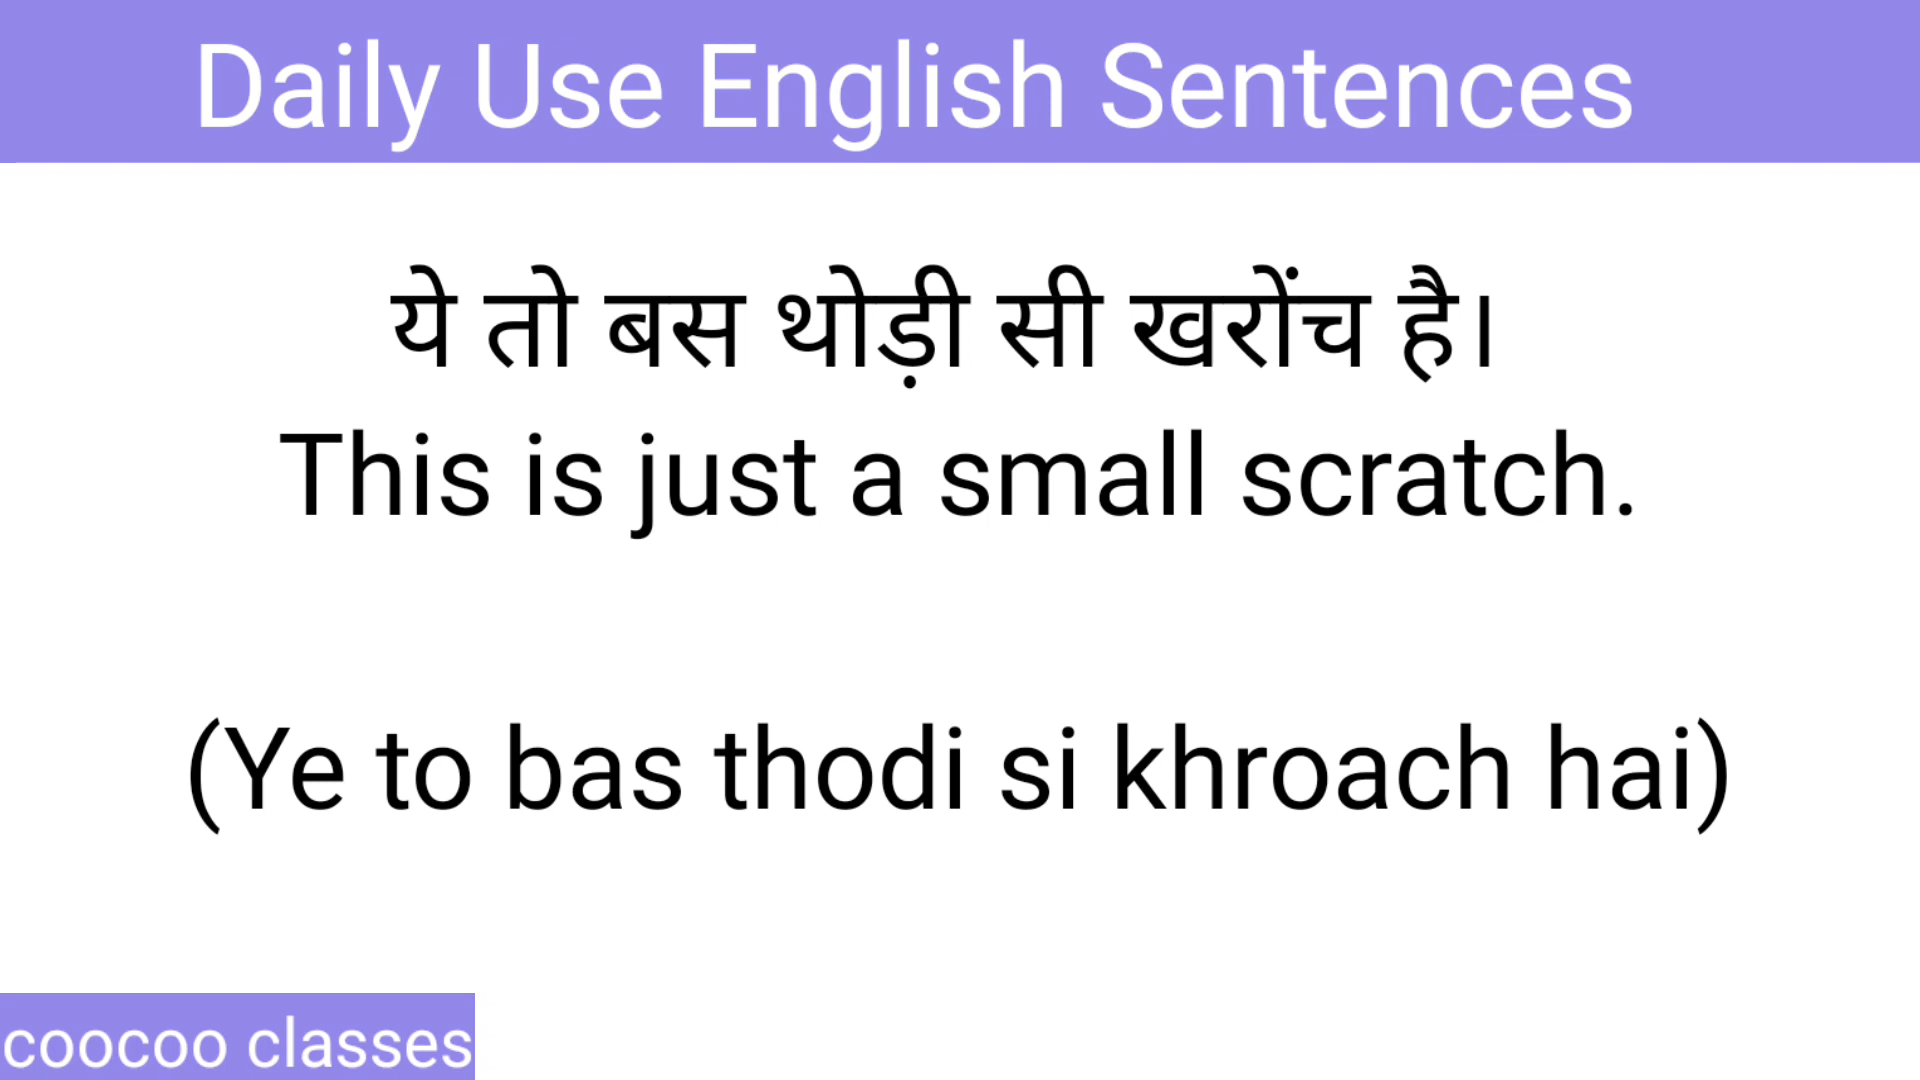 Daily Use English Sentences
ये तो बस थोड़ी सी खरोंच है।
This is just a small scratch.
(Ye to bas thodi si khroach hai)
coocoo classes